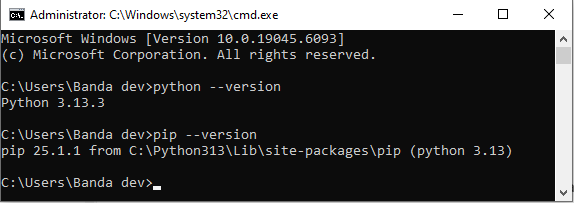 Administrator: C:\Windows\system32\cmd.exe
Microsoft Windows [Version 10.0.19045.6093]
(c) Microsoft Corporation. All rights reserved.
C:\Users\Banda dev>python --version
Python 3.13.3
C:\Users\Banda dev>pip --version
pip 25.1.1 from C:\Python313\Lib\site-packages\pip (python 3.13)
C:\Users\Banda dev>